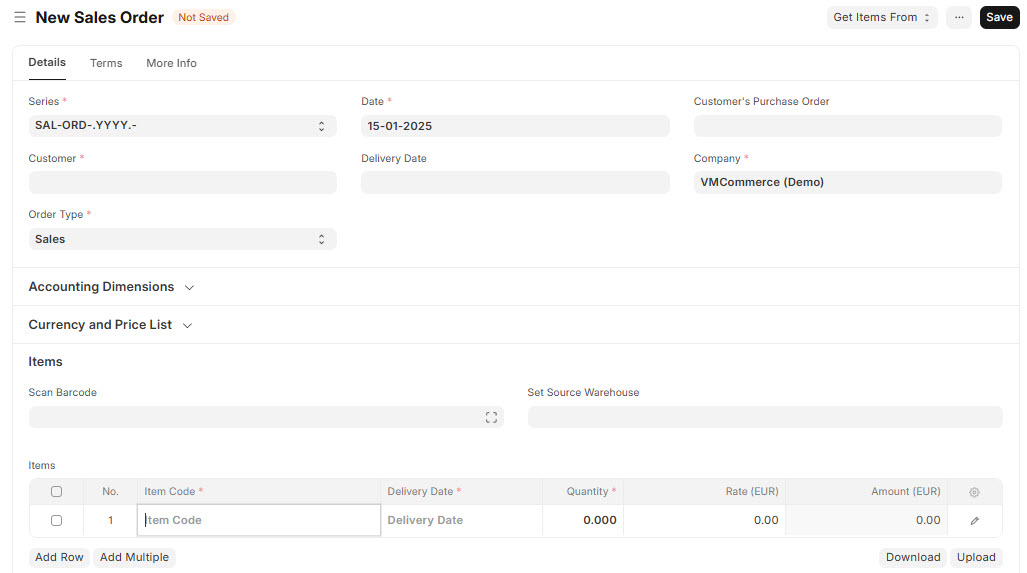 New Sales Order Not Saved Get Items From ... Save
Details Terms More Info
Series * Date * Customer's Purchase Order
SAL-ORD-.YYYY.- 15-01-2025
Customer * Delivery Date Company *
VMCommerce (Demo)
Order Type *
Sales
Accounting Dimensions
Currency and Price List
Items
Scan Barcode Set Source Warehouse
Items
No. Item Code * Delivery Date * Quantity * Rate (EUR) Amount (EUR)
1 Item Code Delivery Date 0.000 0.00 0.00
Add Row Add Multiple Download Upload